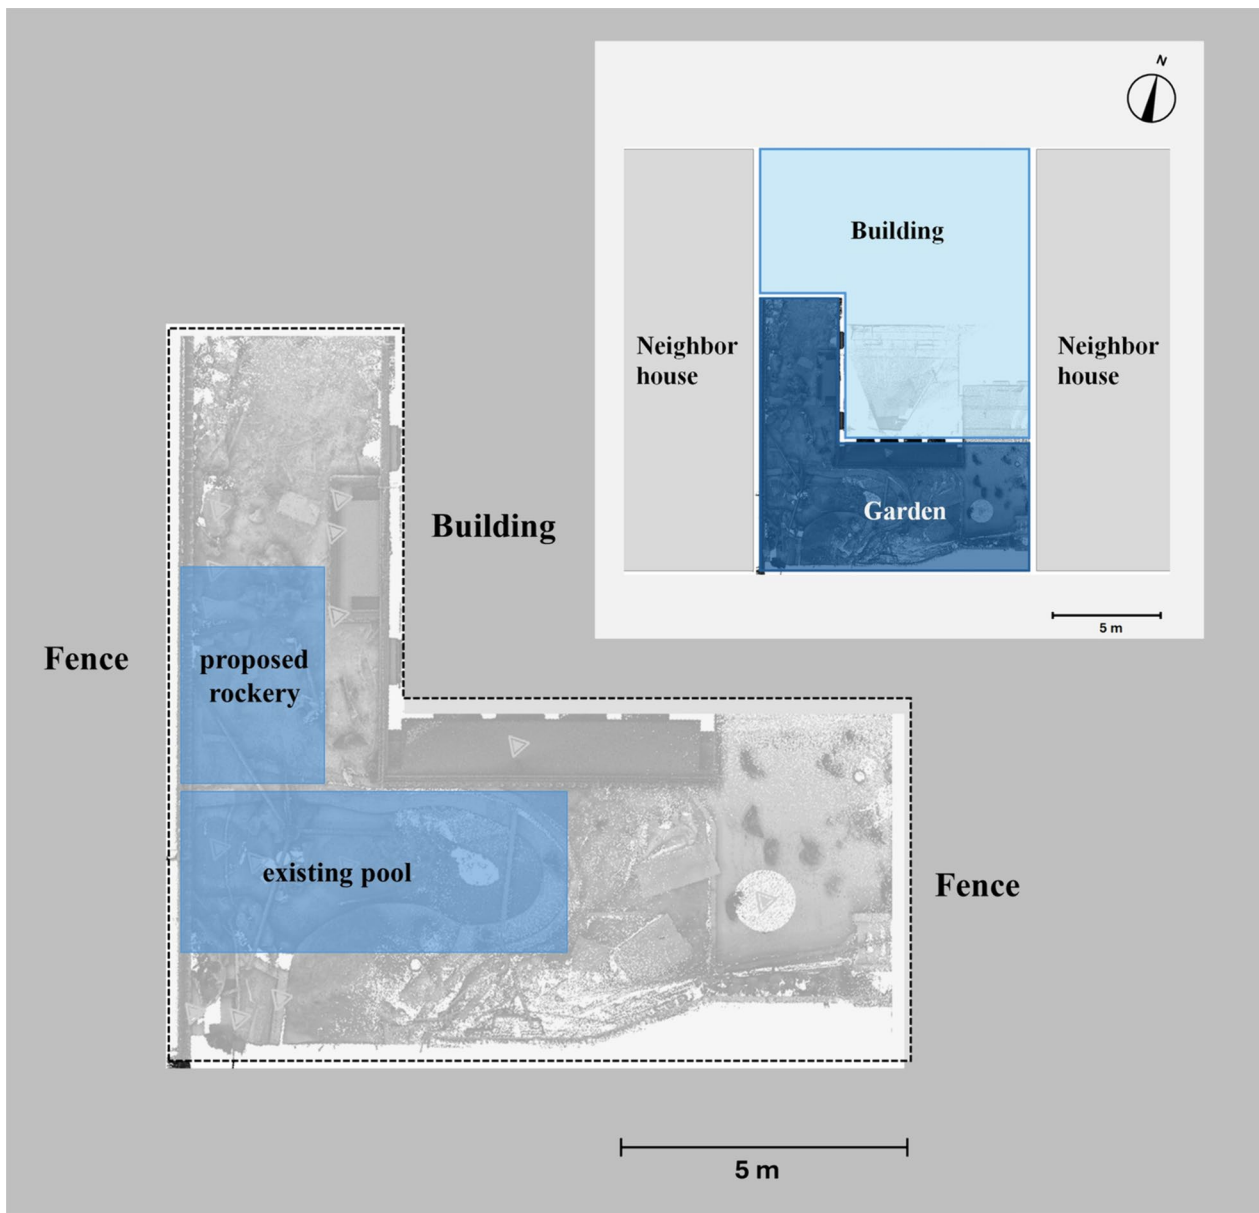 N
Building
Neighbor
house
Neighbor
house
Garden
5 m
Building
Fence
proposed
rockery
existing pool
Fence
5 m